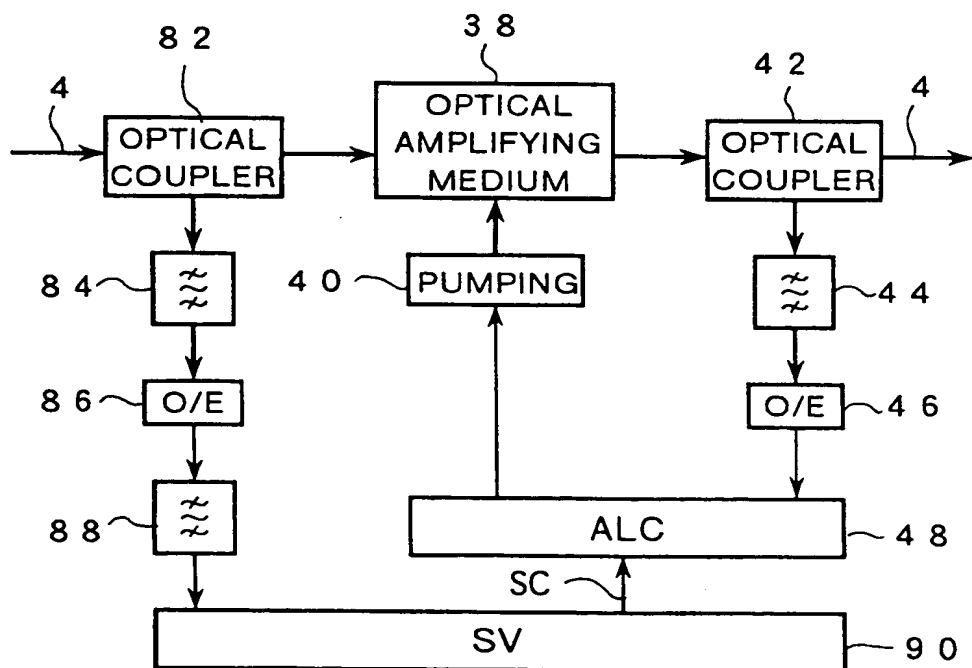 82
38
42
4
4
OPTICAL
COUPLER
OPTICAL
AMPLIFYING
MEDIUM
OPTICAL
COUPLER
84
40
PUMPING
44
86
O/E
O/E
46
88
ALC
48
SC
SV
90